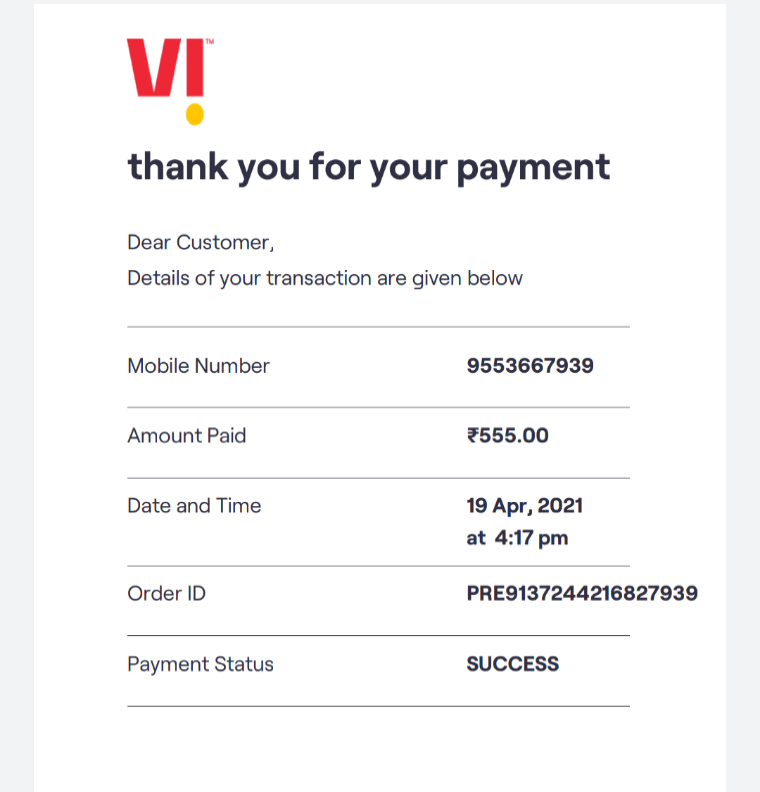 VI™
thank you for your payment
Dear Customer,
Details of your transaction are given below
Mobile Number 9553667939
Amount Paid ₹555.00
Date and Time 19 Apr, 2021
at 4:17 pm
Order ID PRE9137244216827939
Payment Status SUCCESS